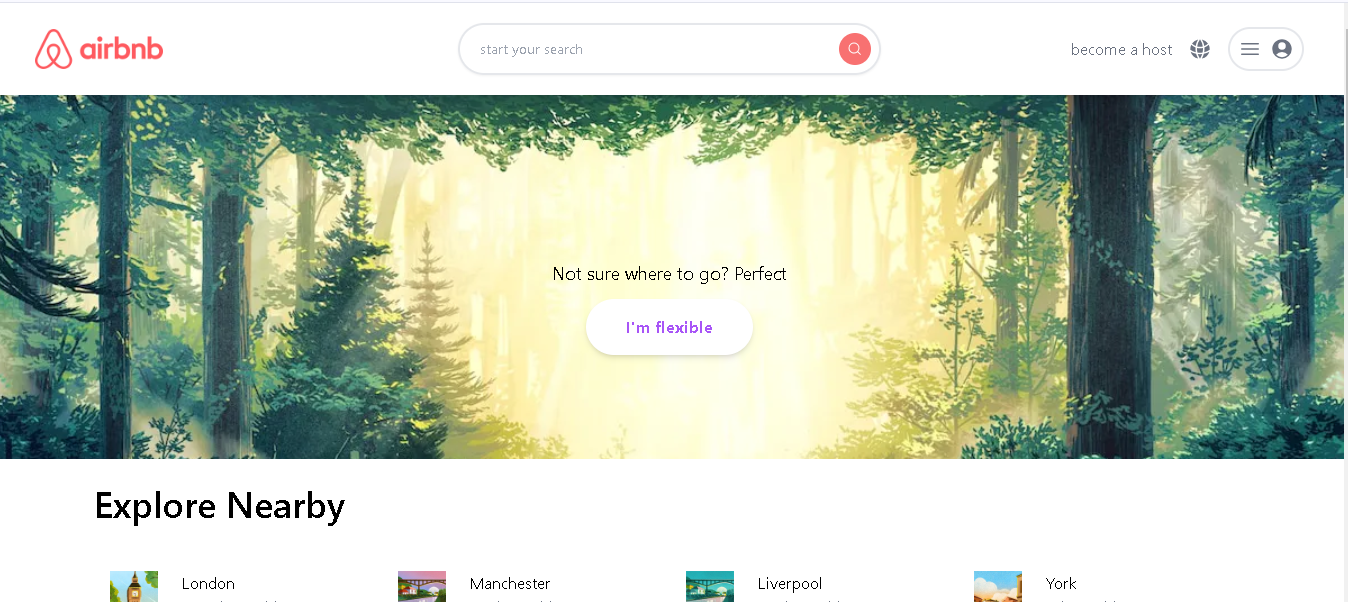 airbnb
start your search
become a host
Not sure where to go? Perfect
I'm flexible
Explore Nearby
London
Manchester
Liverpool
York